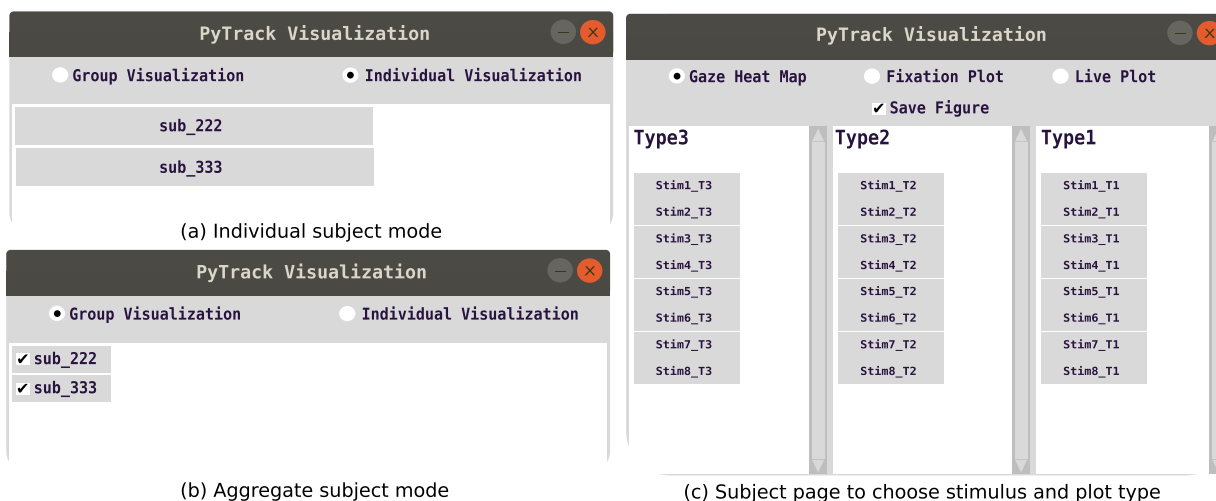 PyTrack Visualization
Group Visualization Individual Visualization
sub_222
sub_333
(a) Individual subject mode
PyTrack Visualization
Group Visualization Individual Visualization
sub_222
sub_333
(b) Aggregate subject mode
PyTrack Visualization
Gaze Heat Map Fixation Plot Live Plot
Save Figure
Type3 Type2 Type1
Stim1_T3 Stim1_T2 Stim1_T1
Stim2_T3 Stim2_T2 Stim2_T1
Stim3_T3 Stim3_T2 Stim3_T1
Stim4_T3 Stim4_T2 Stim4_T1
Stim5_T3 Stim5_T2 Stim5_T1
Stim6_T3 Stim6_T2 Stim6_T1
Stim7_T3 Stim7_T2 Stim7_T1
Stim8_T3 Stim8_T2 Stim8_T1
(c) Subject page to choose stimulus and plot type